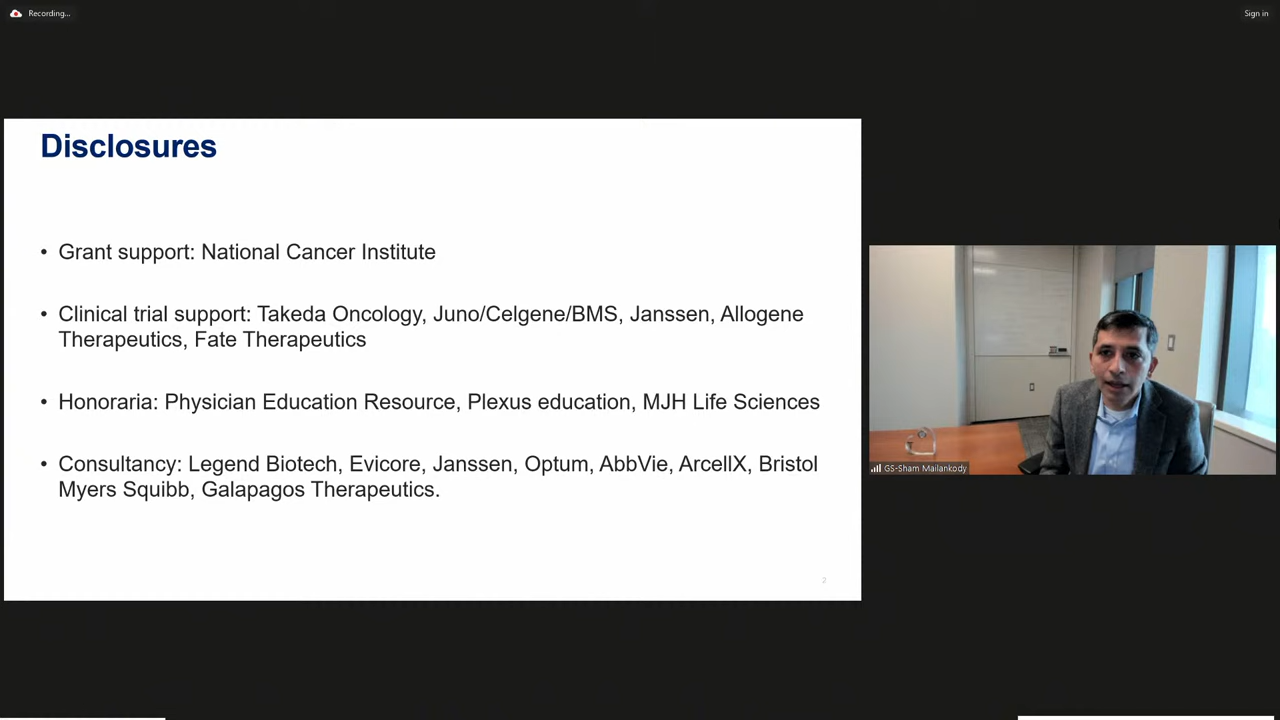 Recording...
Sign in
Disclosures
• Grant support: National Cancer Institute
• Clinical trial support: Takeda Oncology, Juno/Celgene/BMS, Janssen, Allogene
Therapeutics, Fate Therapeutics
• Honoraria: Physician Education Resource, Plexus education, MJH Life Sciences
• Consultancy: Legend Biotech, Evicore, Janssen, Optum, AbbVie, ArcellX, Bristol
Myers Squibb, Galapagos Therapeutics.
2
GS-Sham Mailankody